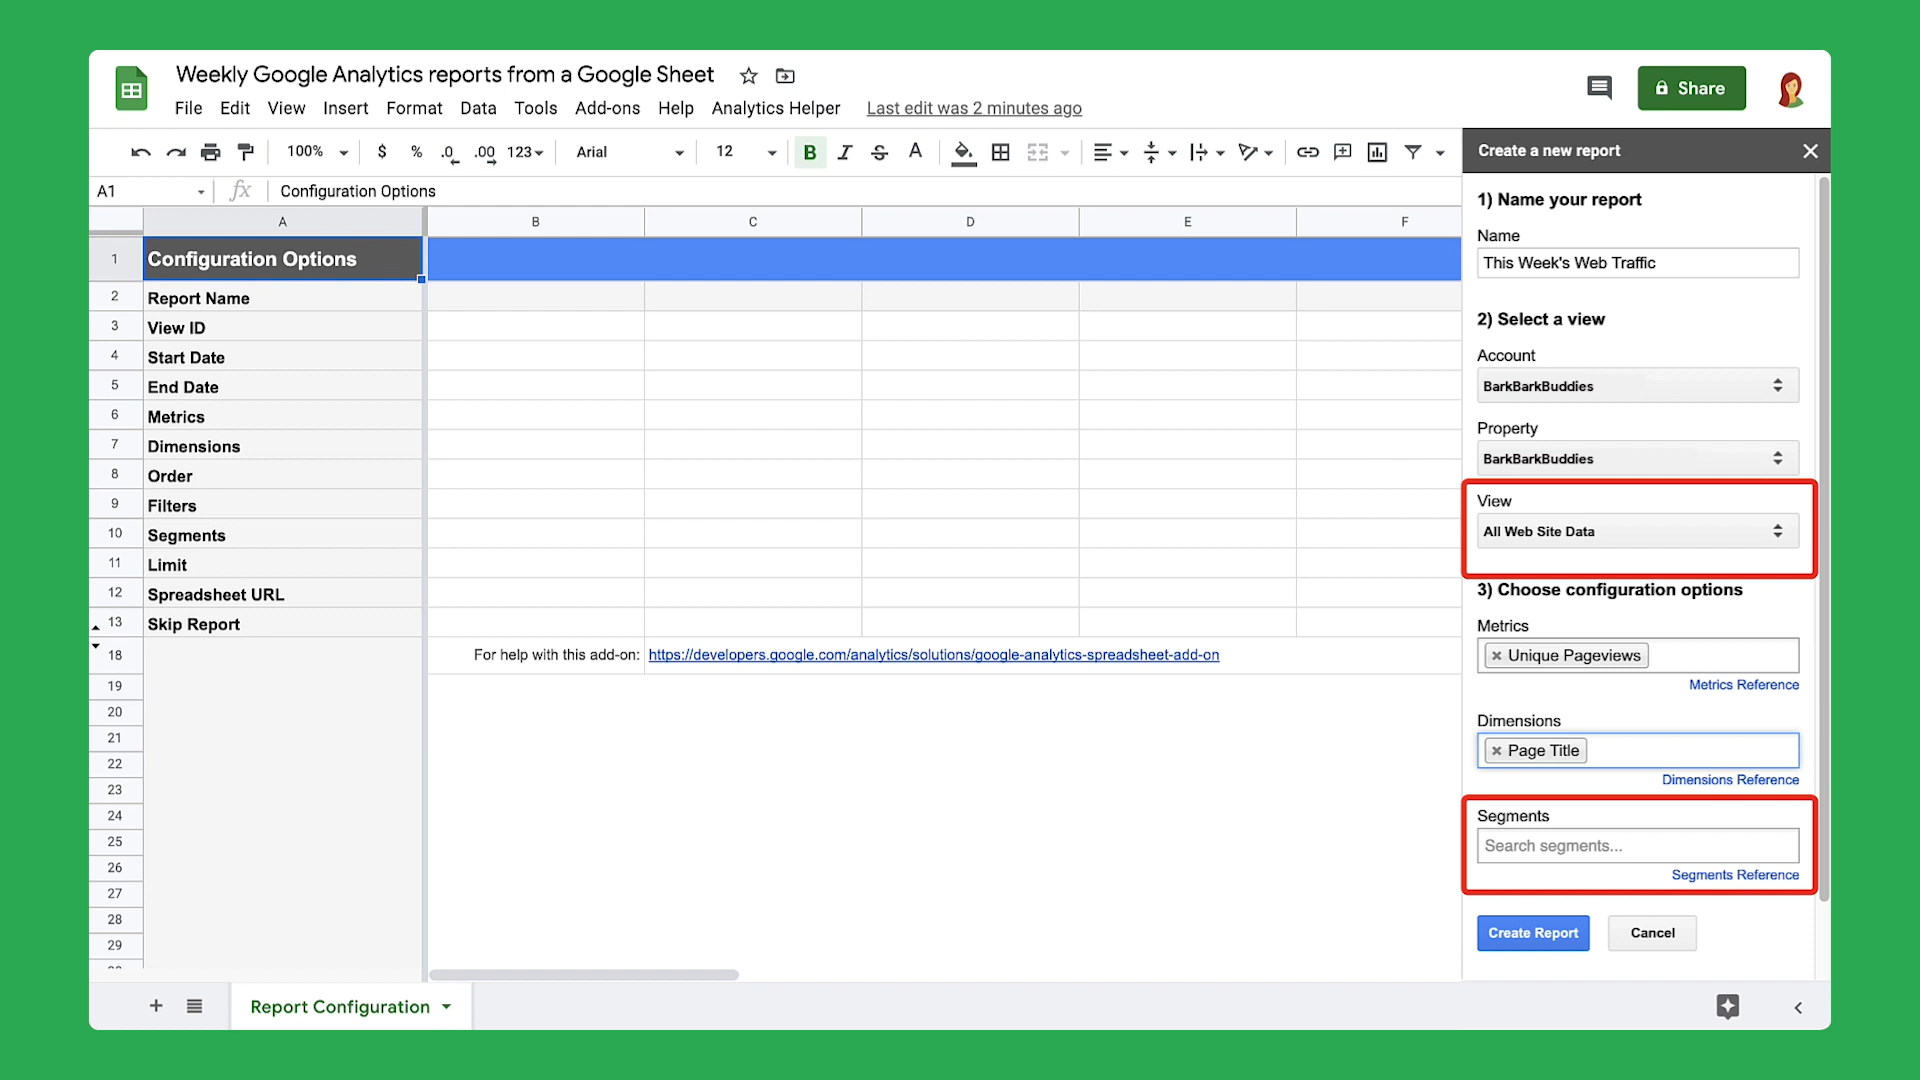 Weekly Google Analytics reports from a Google Sheet
File Edit View Insert Format Data Tools Add-ons Help Analytics Helper Last edit was 2 minutes ago
Share
100% $ % .0 .00 123 Arial 12 B I S A
A1 fx Configuration Options
A B C D E F
1 Configuration Options
2 Report Name
3 View ID
4 Start Date
5 End Date
6 Metrics
7 Dimensions
8 Order
9 Filters
10 Segments
11 Limit
12 Spreadsheet URL
13 Skip Report
18 For help with this add-on: https://developers.google.com/analytics/solutions/google-analytics-spreadsheet-add-on
19
20
21
22
23
24
25
26
27
28
29
Report Configuration
Create a new report
1) Name your report
Name
This Week's Web Traffic
2) Select a view
Account
BarkBarkBuddies
Property
BarkBarkBuddies
View
All Web Site Data
3) Choose configuration options
Metrics
× Unique Pageviews
Metrics Reference
Dimensions
× Page Title
Dimensions Reference
Segments
Search segments...
Segments Reference
Create Report Cancel